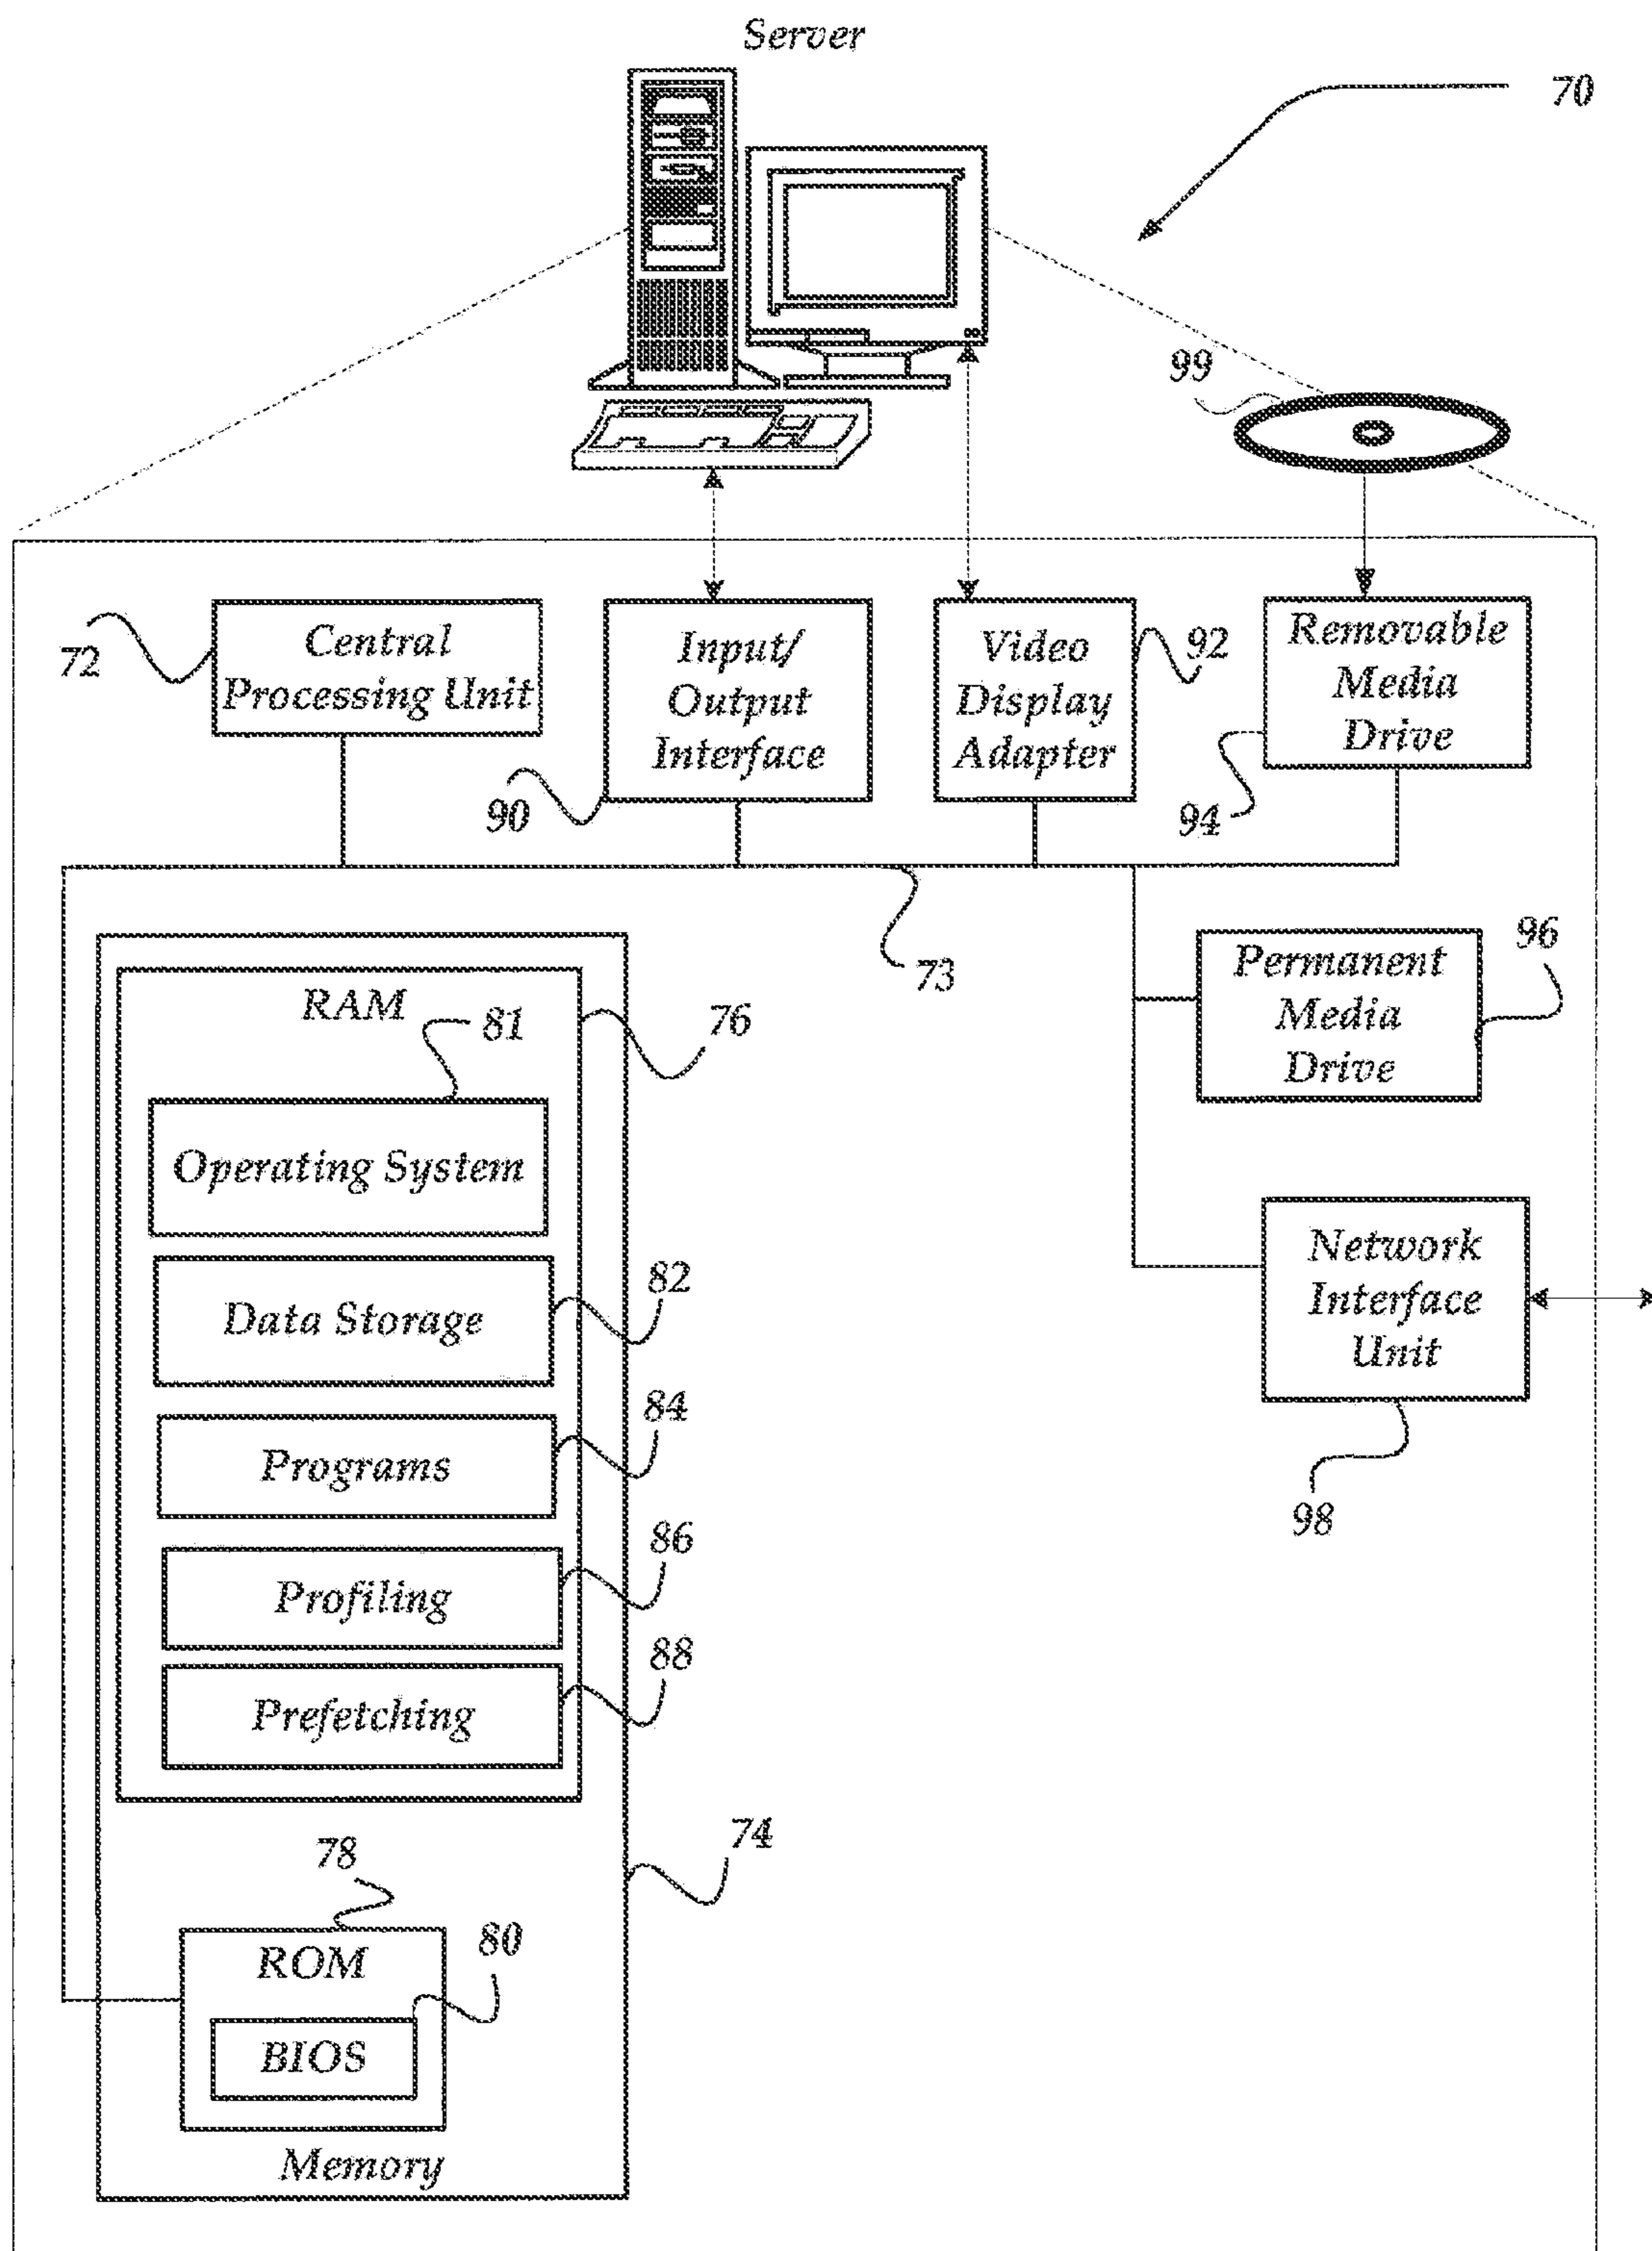 Server
70
99
Central
Processing Unit
72
Input/
Output
Interface
90
Video
Display
Adapter
92
Removable
Media
Drive
94
73
Permanent
Media
Drive
96
RAM
76
81
Operating System
Data Storage
82
Programs
84
Profiling
86
Prefetching
88
Network
Interface
Unit
98
74
78
ROM
80
BIOS
Memory